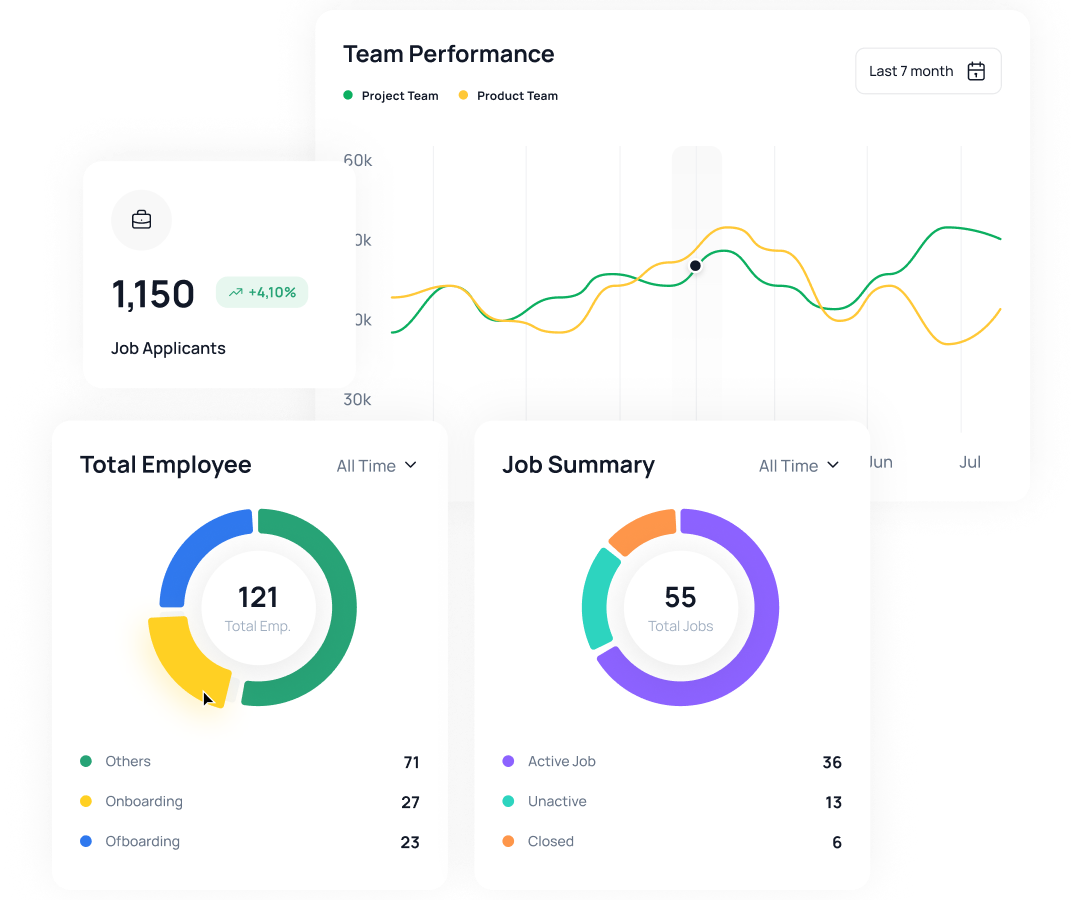 Team Performance
Last 7 month
Project Team
Product Team
60k
0k
1,150
+4,10%
0k
Job Applicants
30k
Jun
Jul
Total Employee
All Time
121
Total Emp.
Others
71
Onboarding
27
Ofboarding
23
Job Summary
All Time
55
Total Jobs
Active Job
36
Unactive
13
Closed
6